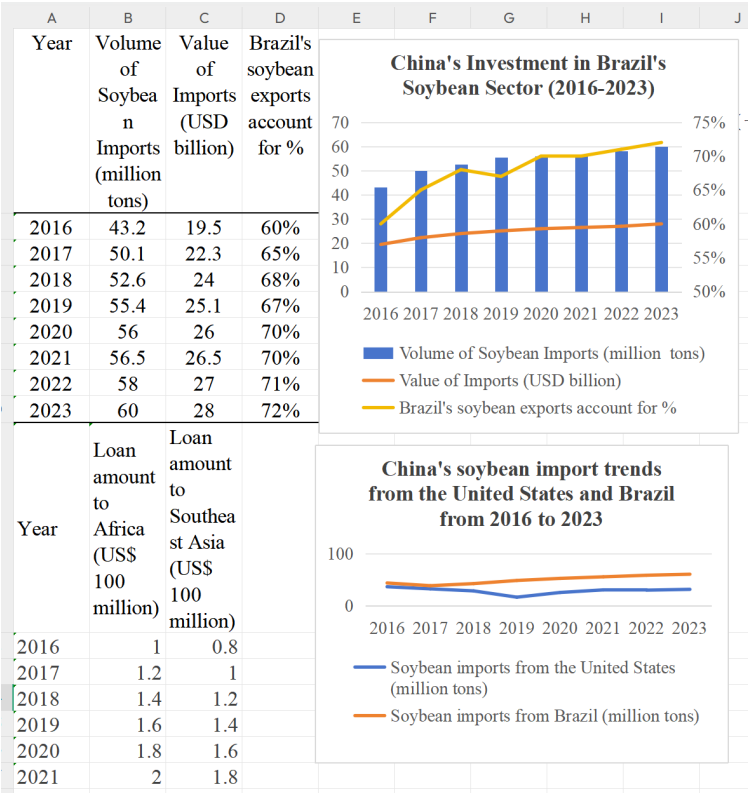 A B C D E F G H I J
Year Volume Value Brazil's
of of soybean
Soybea Imports exports
n (USD account
Imports billion) for %
(million
tons)
2016 43.2 19.5 60%
2017 50.1 22.3 65%
2018 52.6 24 68%
2019 55.4 25.1 67%
2020 56 26 70%
2021 56.5 26.5 70%
2022 58 27 71%
2023 60 28 72%
China's Investment in Brazil's
Soybean Sector (2016-2023)
70 75%
60 70%
50 65%
40
30 60%
20 55%
10
0 50%
2016 2017 2018 2019 2020 2021 2022 2023
Volume of Soybean Imports (million tons)
Value of Imports (USD billion)
Brazil's soybean exports account for %
Year
Loan
amount
to
Africa
(US$
100
million)
Loan
amount
to
Southea
st Asia
(US$
100
million)
2016 1 0.8
2017 1.2 1
2018 1.4 1.2
2019 1.6 1.4
2020 1.8 1.6
2021 2 1.8
China's soybean import trends
from the United States and Brazil
from 2016 to 2023
100
0
2016 2017 2018 2019 2020 2021 2022 2023
Soybean imports from the United States
(million tons)
Soybean imports from Brazil (million tons)